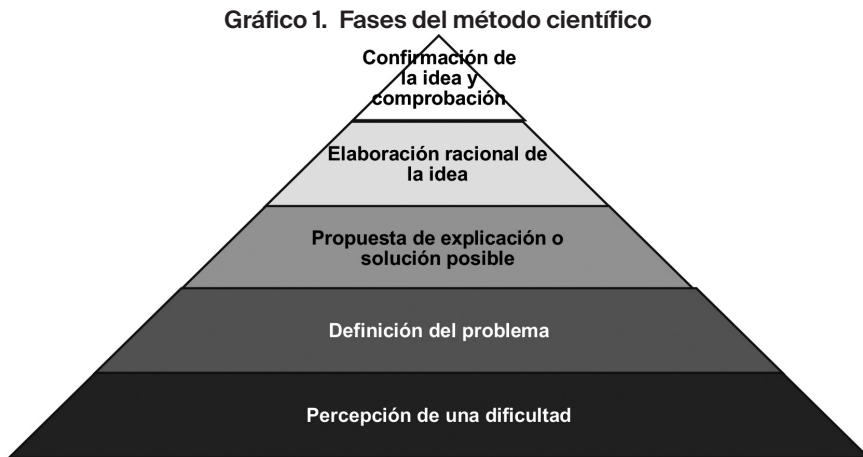 Gráfico 1. Fases del método científico
Confirmación de
la idea y
comprobación
Elaboración racional de
la idea
Propuesta de explicación o
solución posible
Definición del problema
Percepción de una dificultad